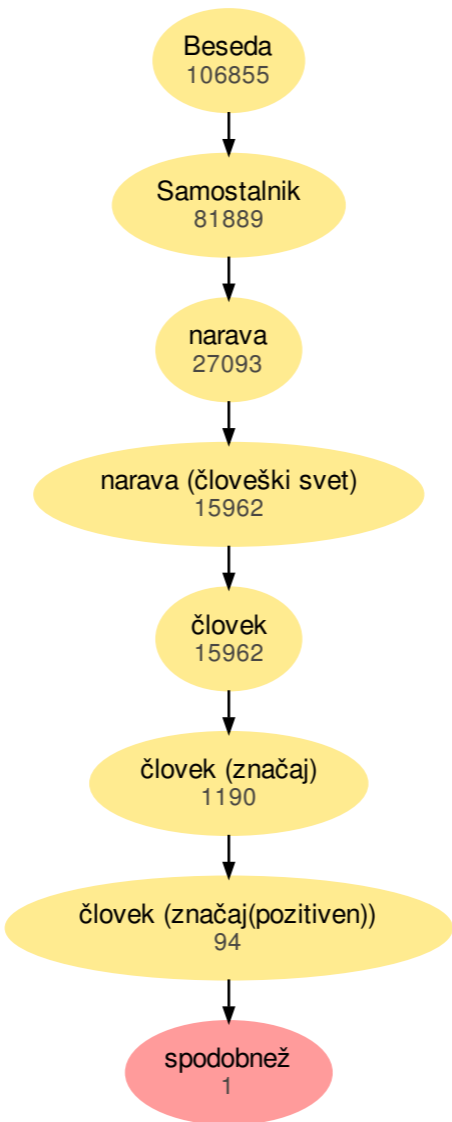 Beseda
106855
Samostalnik
81889
narava
27093
narava (človeški svet)
15962
človek
15962
človek (značaj)
1190
človek (značaj(pozitiven))
94
spodobnež
1